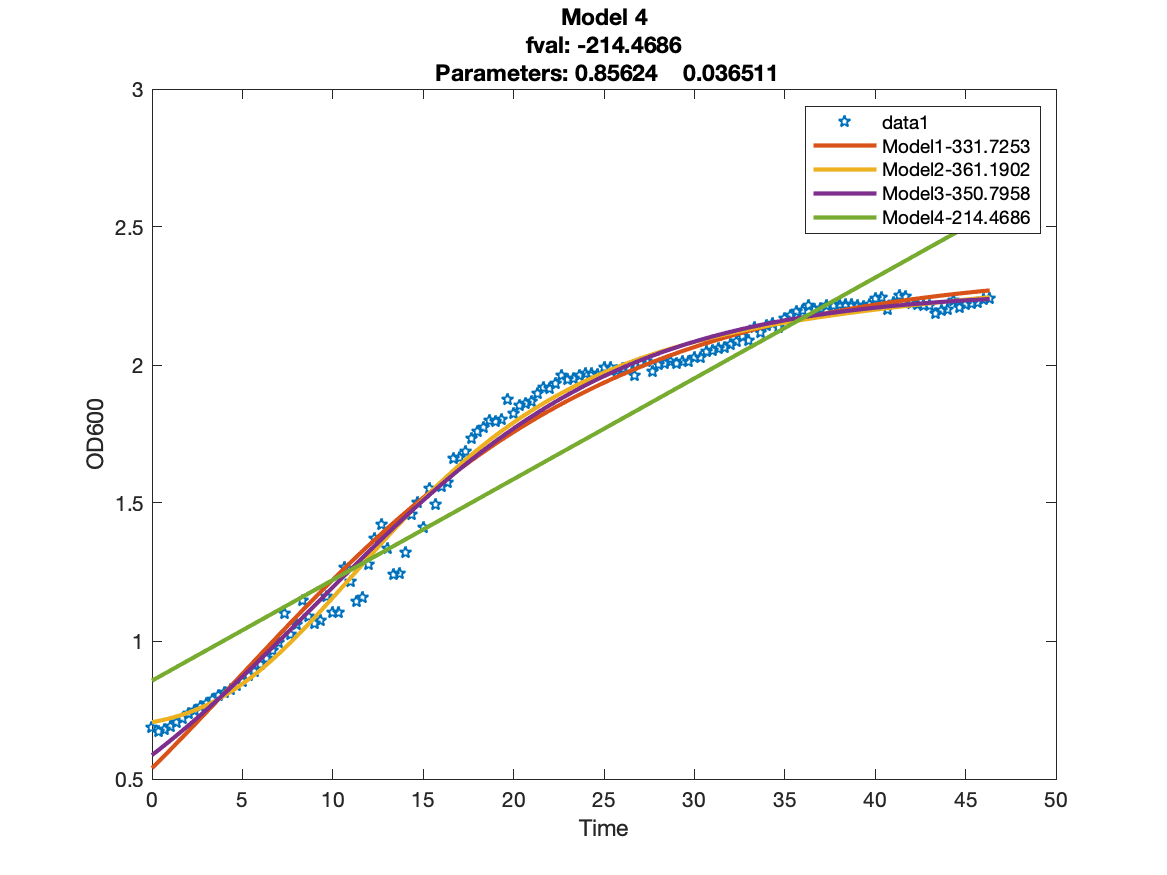 Model 4
fval: -214.4686
Parameters: 0.85624 0.036511
3
2.5
2
1.5
1
0.5
OD600
data1
Model1-331.7253
Model2-361.1902
Model3-350.7958
Model4-214.4686
0 5 10 15 20 25 30 35 40 45 50
Time